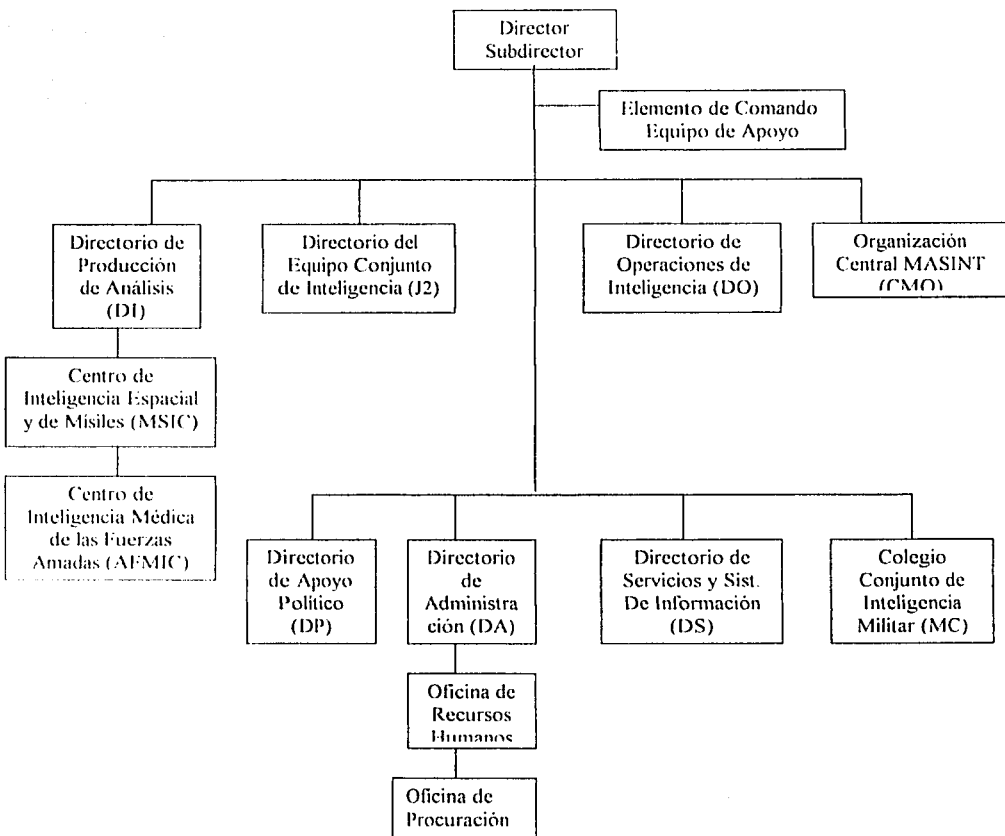 Director
Subdirector
Elemento de Comando
Equipo de Apoyo
Directorio de
Producción
de Análisis
(DI)
Directorio del
Equipo Conjunto
de Inteligencia (J2)
Directorio de
Operaciones de
Inteligencia (DO)
Organización
Central MASINT
(CMO)
Centro de
Inteligencia Espacial
y de Mísiles (MSIC)
Centro de
Inteligencia Médica
de las Fuerzas
Amadas (AFMIC)
Directorio
de Apoyo
Político
(DP)
Directorio
de
Administra
ción (DA)
Directorio de
Servicios y Sist.
De Información
(DS)
Colegio
Conjunto de
Inteligencia
Militar (MC)
Oficina de
Recursos
Humanos
Oficina de
Procuración